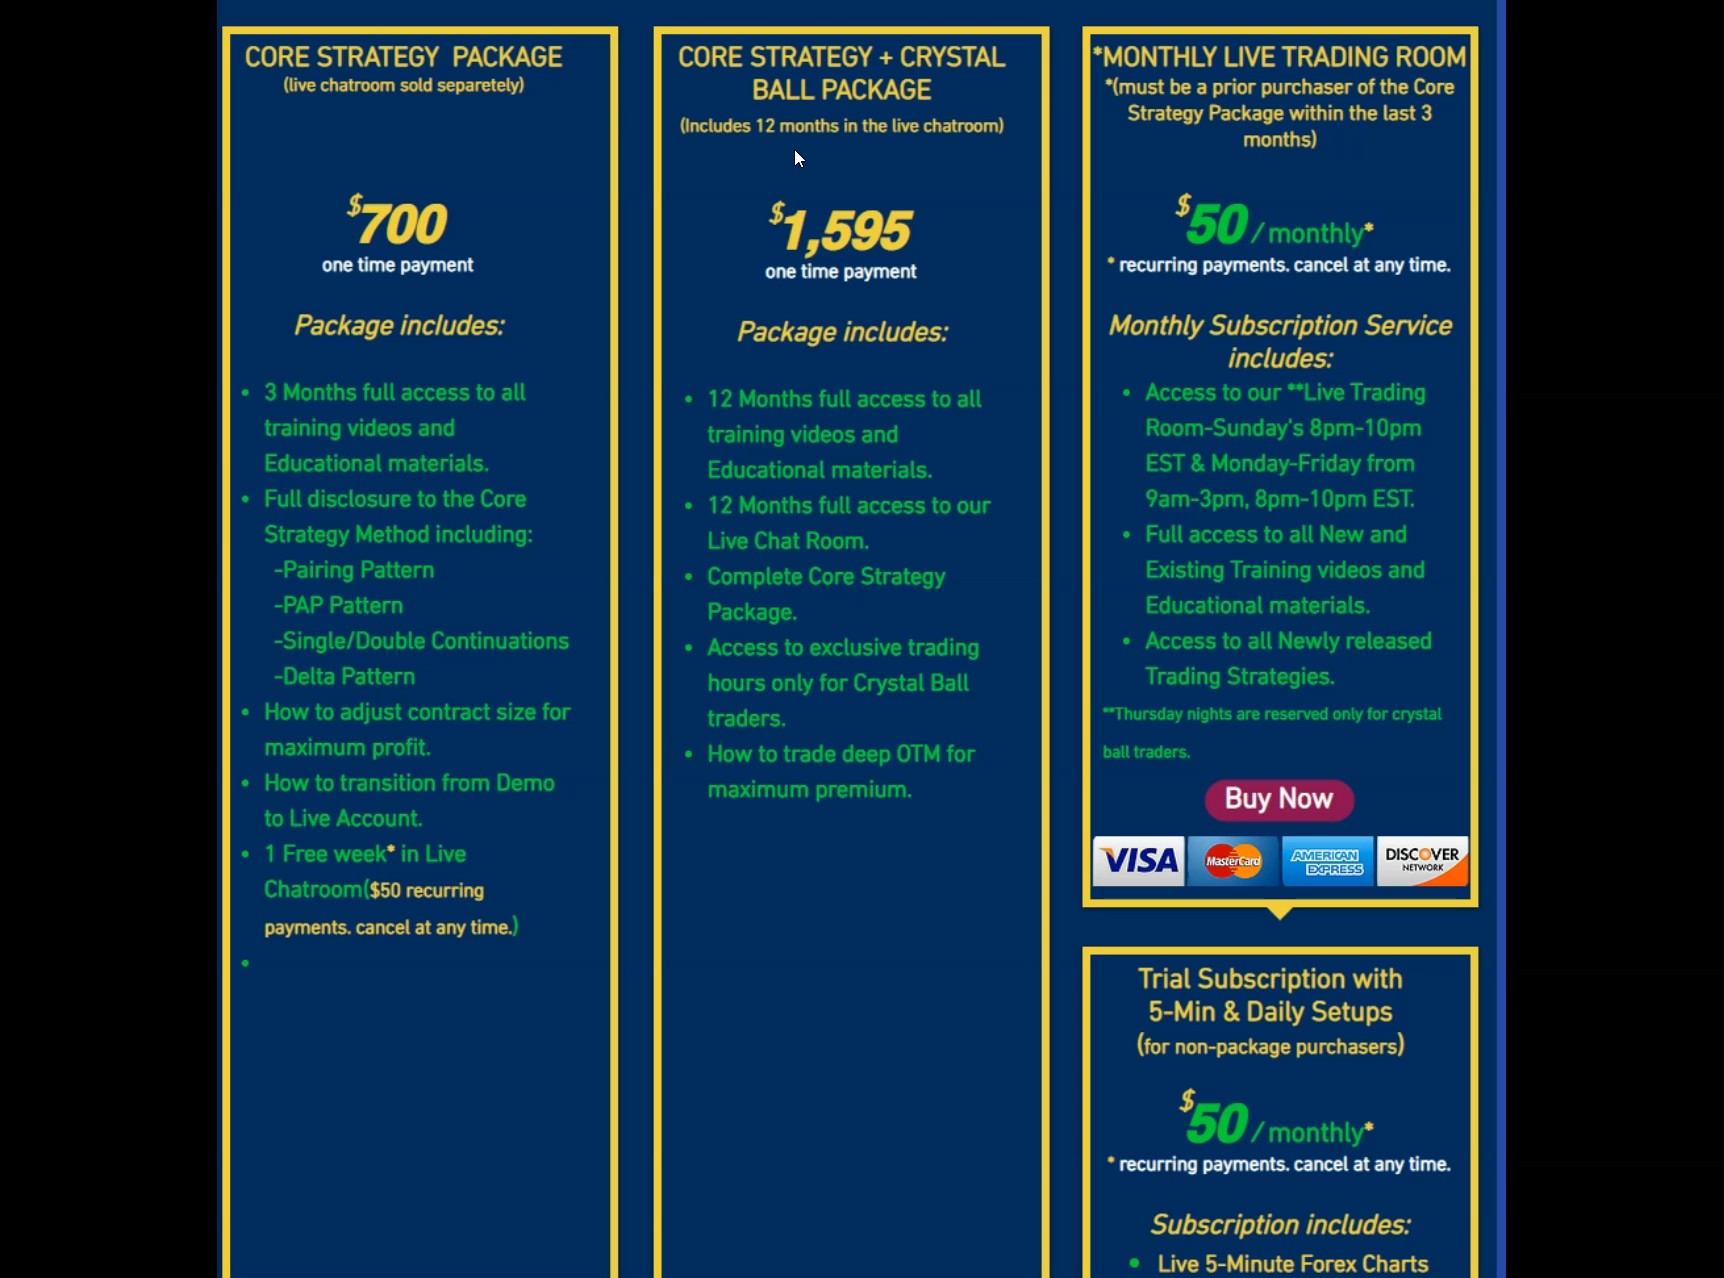 CORE STRATEGY PACKAGE
(live chatroom sold separetely)
$700
one time payment
Package includes:
• 3 Months full access to all
training videos and
Educational materials.
• Full disclosure to the Core
Strategy Method including:
-Pairing Pattern
-PAP Pattern
-Single/Double Continuations
-Delta Pattern
• How to adjust contract size for
maximum profit.
• How to transition from Demo
to Live Account.
• 1 Free week* in Live
Chatroom($50 recurring
payments. cancel at any time.)
•
CORE STRATEGY + CRYSTAL
BALL PACKAGE
(Includes 12 months in the live chatroom)
$1,595
one time payment
Package includes:
• 12 Months full access to all
training videos and
Educational materials.
• 12 Months full access to our
Live Chat Room.
• Complete Core Strategy
Package.
• Access to exclusive trading
hours only for Crystal Ball
traders.
• How to trade deep OTM for
maximum premium.
*MONTHLY LIVE TRADING ROOM
*(must be a prior purchaser of the Core
Strategy Package within the last 3
months)
$50 / monthly*
* recurring payments. cancel at any time.
Monthly Subscription Service
includes:
• Access to our **Live Trading
Room-Sunday's 8pm-10pm
EST & Monday-Friday from
9am-3pm, 8pm-10pm EST.
• Full access to all New and
Existing Training videos and
Educational materials.
• Access to all Newly released
Trading Strategies.
**Thursday nights are reserved only for crystal
ball traders.
Buy Now
VISA MasterCard AMERICAN EXPRESS DISCOVER NETWORK
Trial Subscription with
5-Min & Daily Setups
(for non-package purchasers)
$50 / monthly*
* recurring payments. cancel at any time.
Subscription includes:
• Live 5-Minute Forex Charts